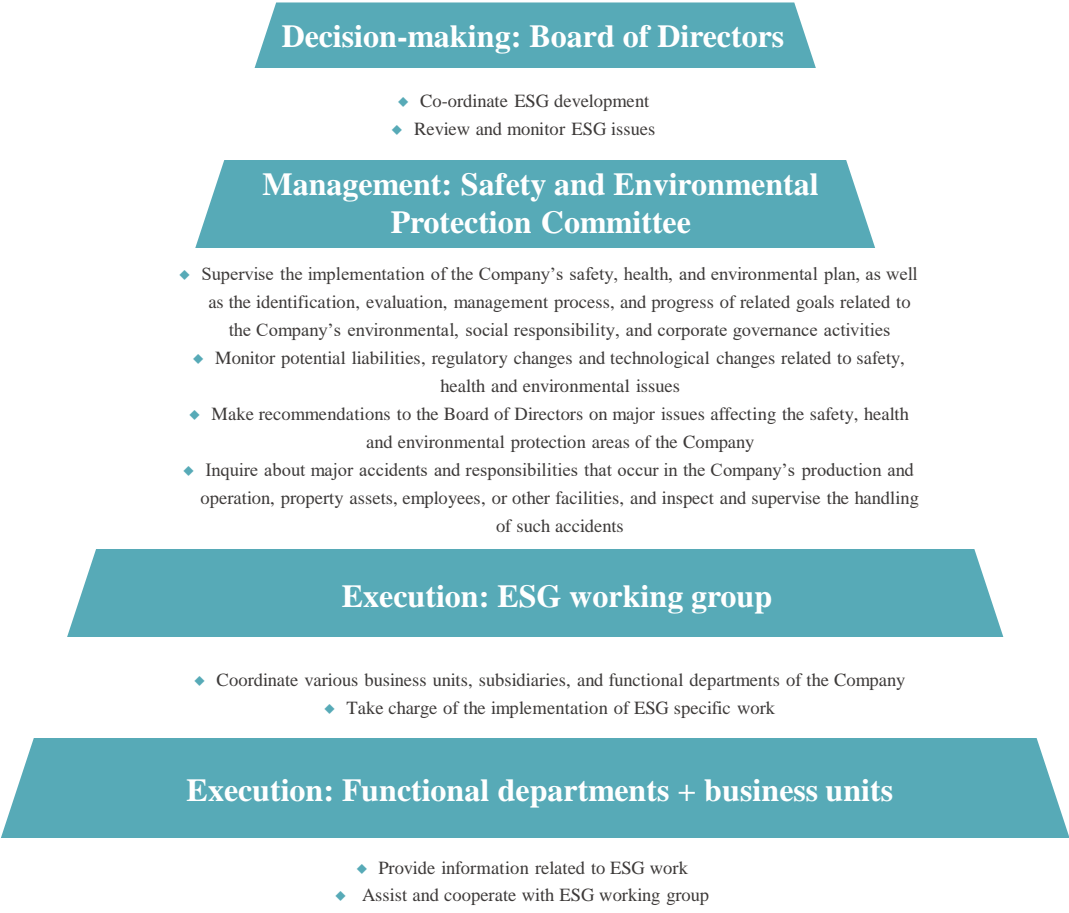 Decision-making: Board of Directors
◆ Co-ordinate ESG development
◆ Review and monitor ESG issues
Management: Safety and Environmental
Protection Committee
◆ Supervise the implementation of the Company’s safety, health, and environmental plan, as well
as the identification, evaluation, management process, and progress of related goals related to
the Company’s environmental, social responsibility, and corporate governance activities
◆ Monitor potential liabilities, regulatory changes and technological changes related to safety,
health and environmental issues
◆ Make recommendations to the Board of Directors on major issues affecting the safety, health
and environmental protection areas of the Company
◆ Inquire about major accidents and responsibilities that occur in the Company’s production and
operation, property assets, employees, or other facilities, and inspect and supervise the handling
of such accidents
Execution: ESG working group
◆ Coordinate various business units, subsidiaries, and functional departments of the Company
◆ Take charge of the implementation of ESG specific work
Execution: Functional departments + business units
◆ Provide information related to ESG work
◆ Assist and cooperate with ESG working group